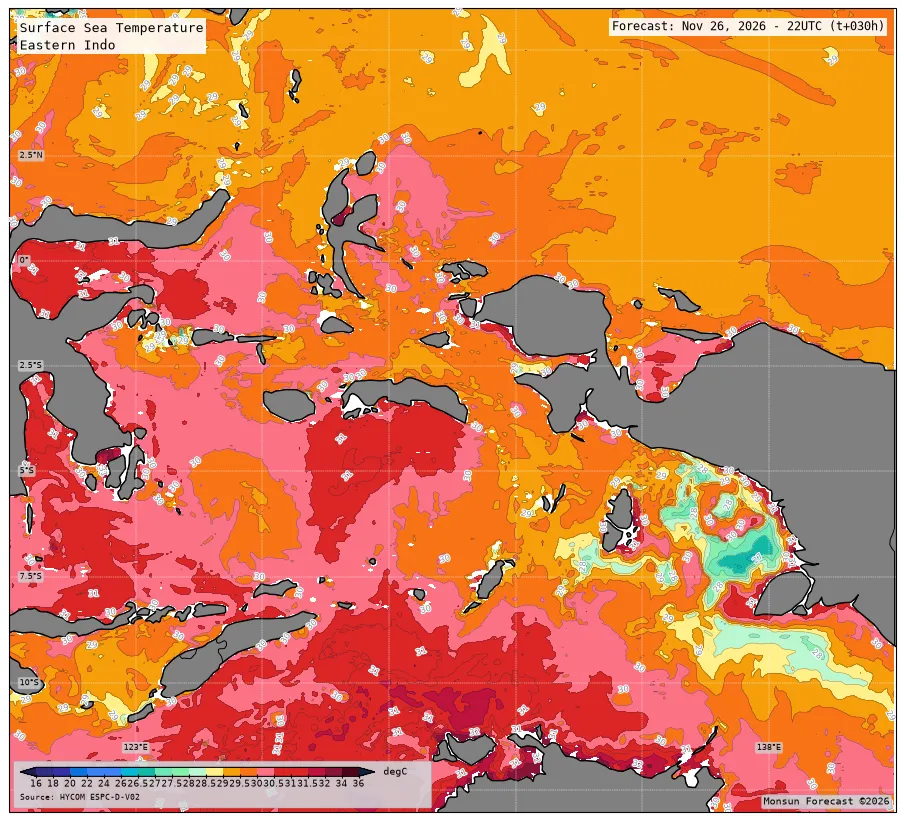 Surface Sea Temperature
Eastern Indo
Forecast: Nov 26, 2026 - 22UTC (t+030h)
2.5°N
0°
2.5°S
5°S
7.5°S
10°S
123°E
138°E
degC
16 18 20 22 24 26 26.5 27 27.5 28 28.5 29 29.5 30 30.5 31 31.5 32 34 36
Source: HYCOM ESPC-D-V02
Monsun Forecast ©2026